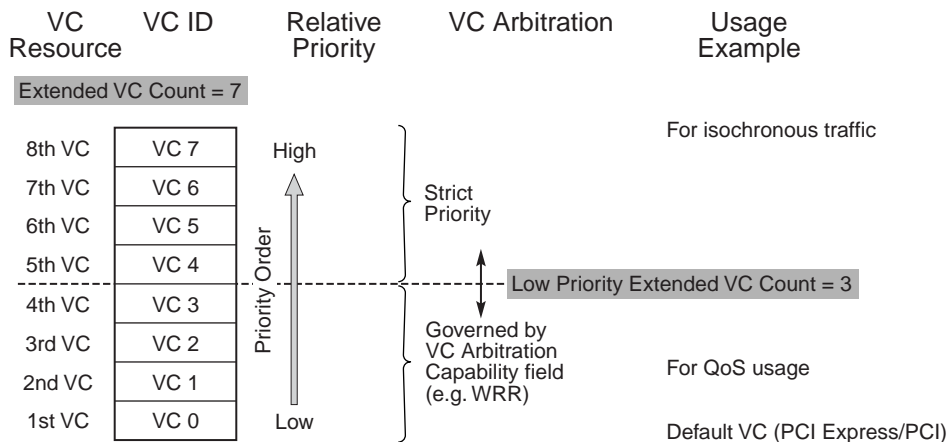 VC Resource
VC ID
Relative Priority
VC Arbitration
Usage Example
Extended VC Count = 7
For isochronous traffic
8th VC
VC 7
High
7th VC
VC 6
Strict
Priority
6th VC
VC 5
5th VC
VC 4
Priority Order
Low Priority Extended VC Count = 3
4th VC
VC 3
Governed by
VC Arbitration
Capability field
(e.g. WRR)
3rd VC
VC 2
For QoS usage
2nd VC
VC 1
1st VC
VC 0
Low
Default VC (PCI Express/PCI)